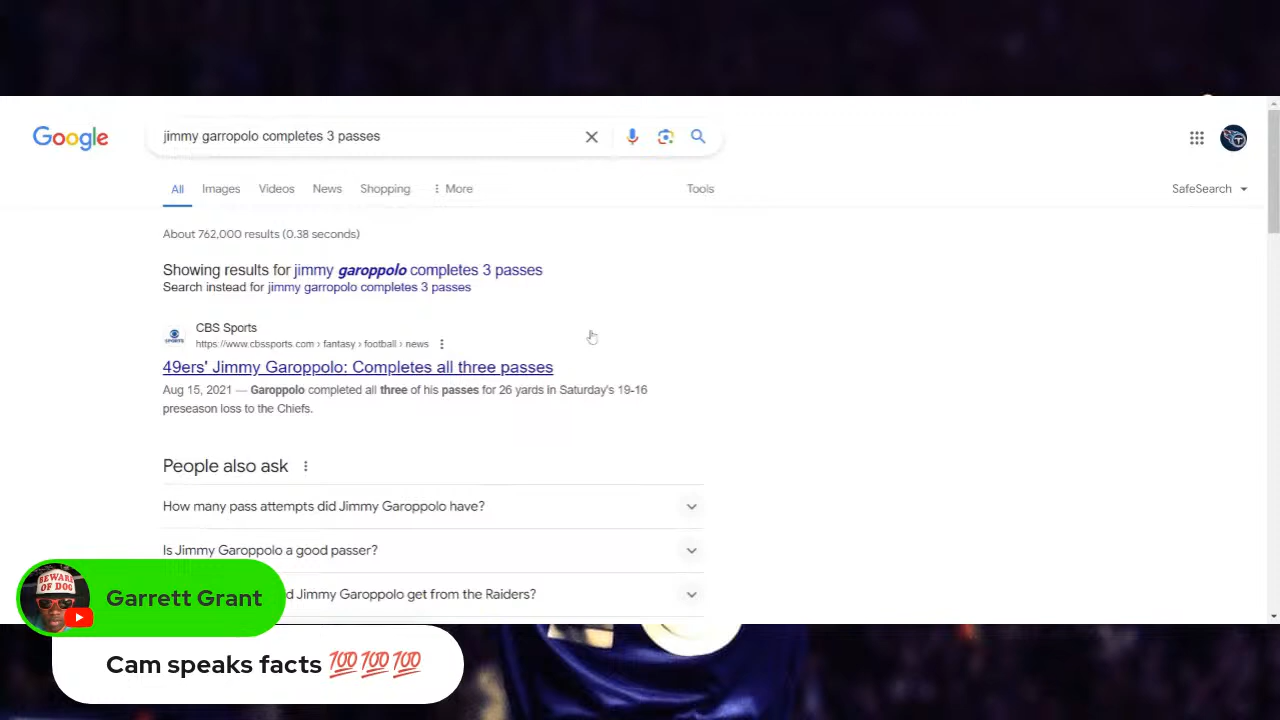 Google
jimmy garropolo completes 3 passes
All Images Videos News Shopping More Tools SafeSearch
About 762,000 results (0.38 seconds)
Showing results for jimmy garoppolo completes 3 passes
Search instead for jimmy garropolo completes 3 passes
CBS Sports
https://www.cbssports.com › fantasy › football › news
49ers' Jimmy Garoppolo: Completes all three passes
Aug 15, 2021 — Garoppolo completed all three of his passes for 26 yards in Saturday's 19-16
preseason loss to the Chiefs.
People also ask
How many pass attempts did Jimmy Garoppolo have?
Is Jimmy Garoppolo a good passer?
d Jimmy Garoppolo get from the Raiders?
BEWARE
OF DOG
Garrett Grant
Cam speaks facts 💯💯💯